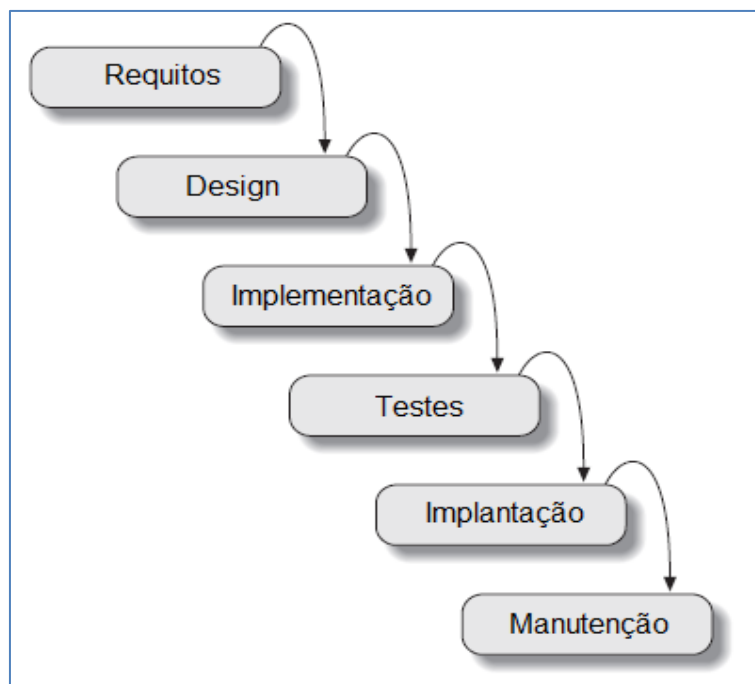 Requitos
Design
Implementação
Testes
Implantação
Manutenção